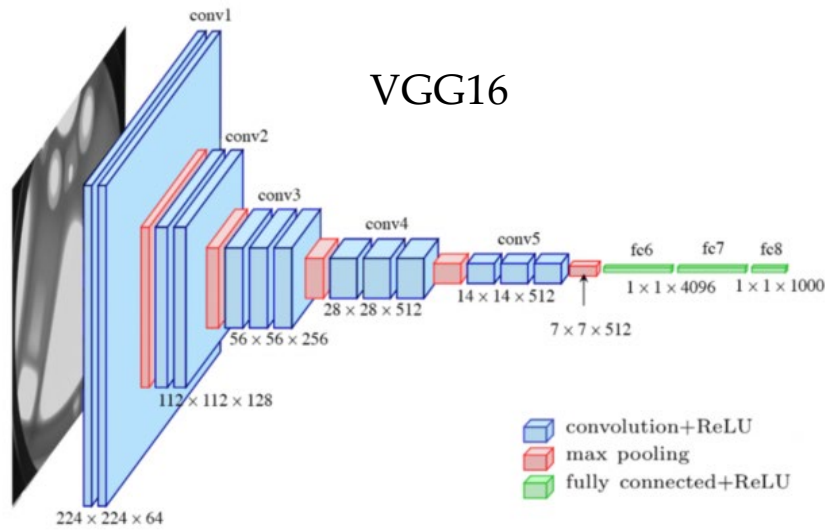 conv1
VGG16
conv2
conv3
conv4
conv5
fc6
fc7
fc8
1 × 1 × 4096
1 × 1 × 1000
14 × 14 × 512
28 × 28 × 512
7 × 7 × 512
56 × 56 × 256
112 × 112 × 128
224 × 224 × 64
convolution+ReLU
max pooling
fully connected+ReLU